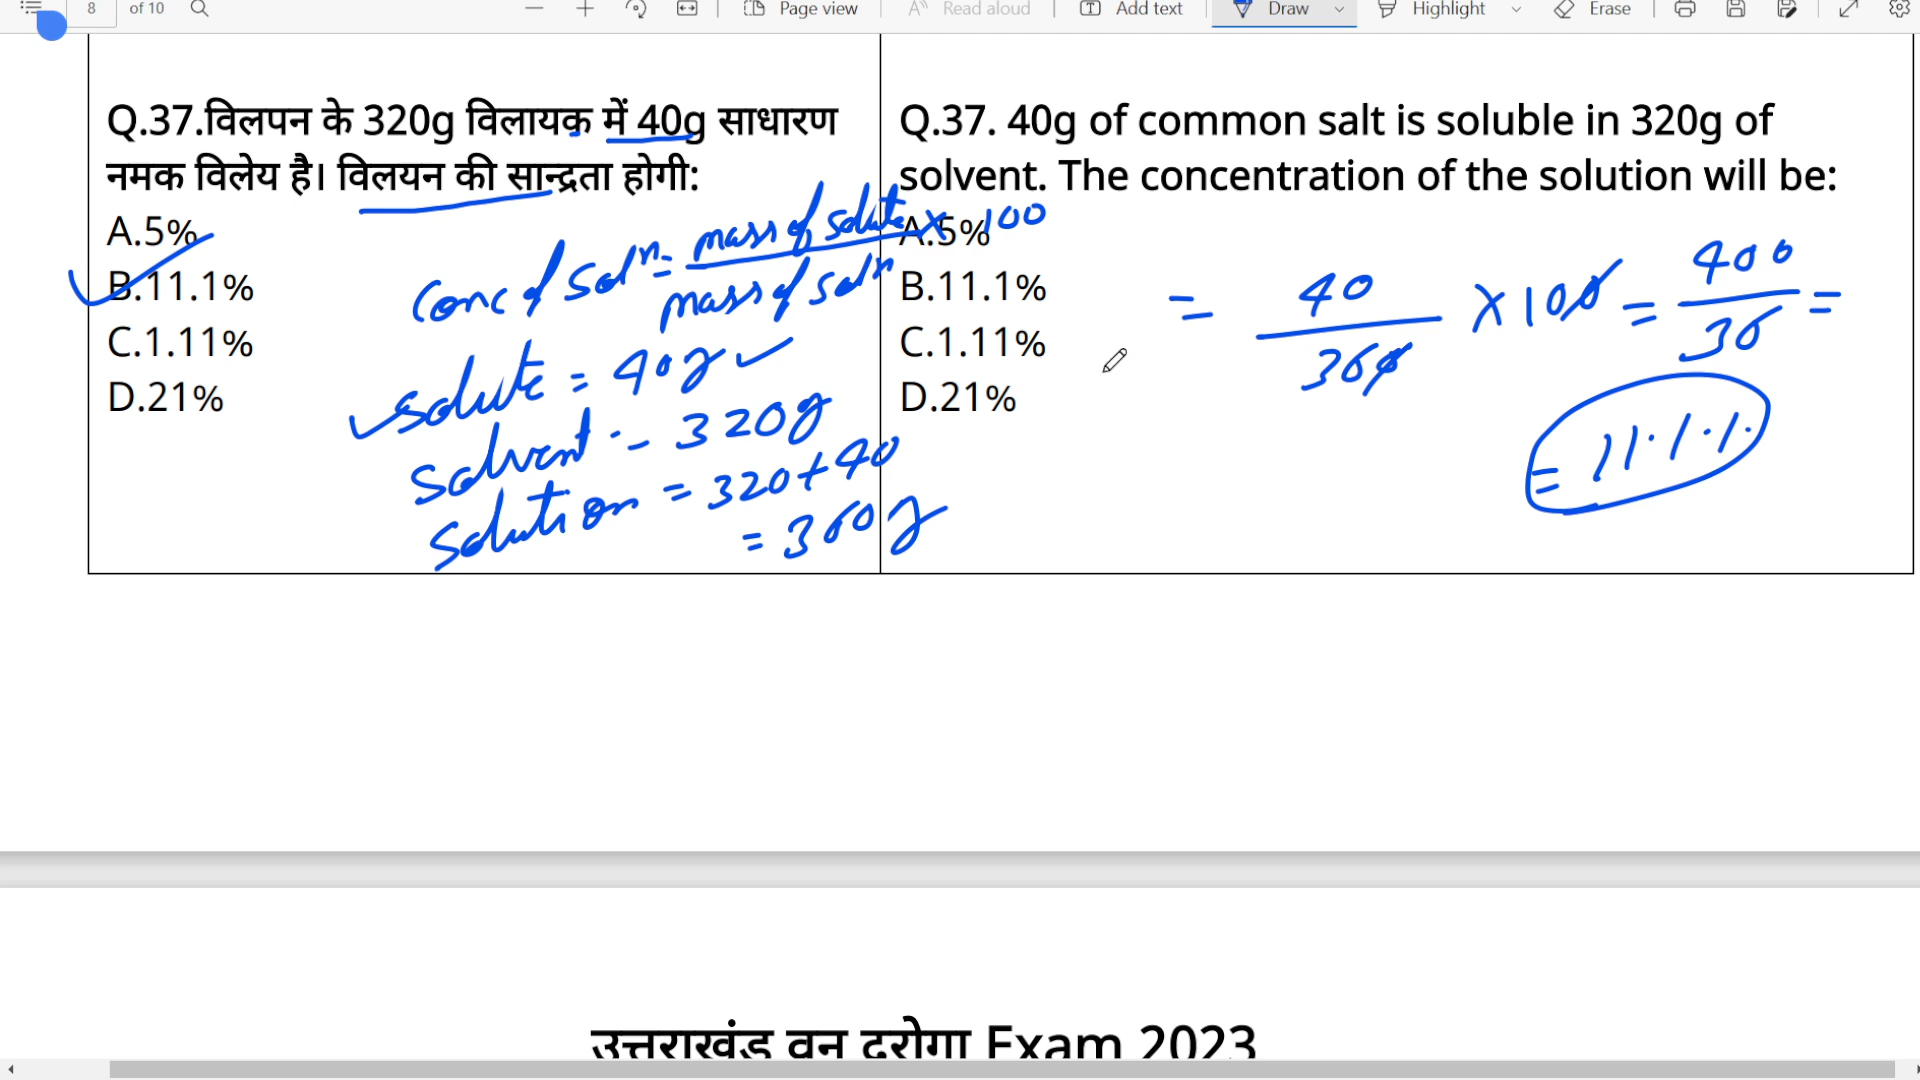 8 of 10 Page view Read aloud Add text Draw Highlight Erase
Q.37.विलपन के 320g विलायक में 40g साधारण
नमक विलेय है। विलयन की सान्द्रता होगी:
A.5%
B.11.1%
C.1.11%
D.21%
Conc of Solⁿ = mass of solute × 100
mass of solⁿ
solute = 40g
solvent = 320g
solution = 320+40
= 360g
Q.37. 40g of common salt is soluble in 320g of
solvent. The concentration of the solution will be:
A.5%
B.11.1%
C.1.11%
D.21%
= 40 × 100 = 400 =
360 36
= 11.1%
उत्तराखंड वन दरोगा Exam 2023